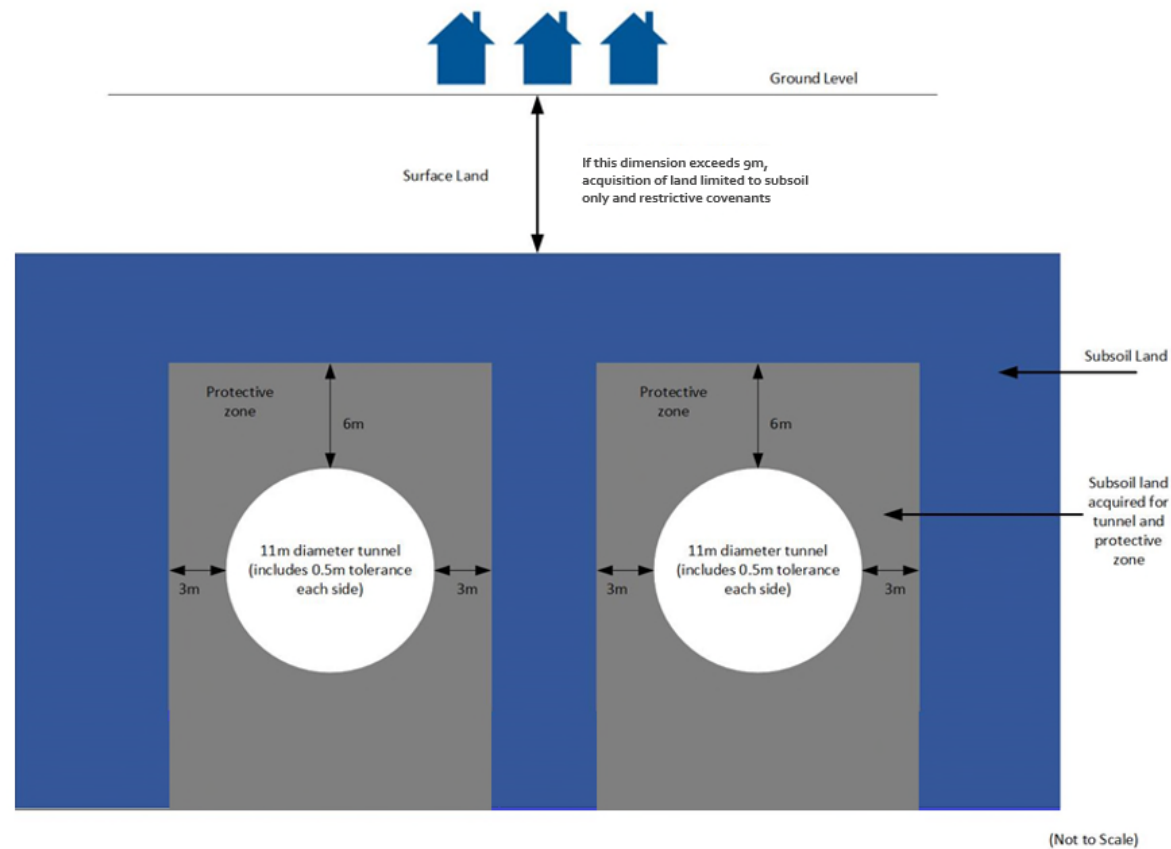 Ground Level
Surface Land
If this dimension exceeds 9m,
acquisition of land limited to subsoil
only and restrictive covenants
Subsoil Land
Protective
zone
6m
Protective
zone
6m
Subsoil land
acquired for
tunnel and
protective
zone
11m diameter tunnel
(includes 0.5m tolerance
each side)
3m
3m
11m diameter tunnel
(includes 0.5m tolerance
each side)
3m
3m
(Not to Scale)